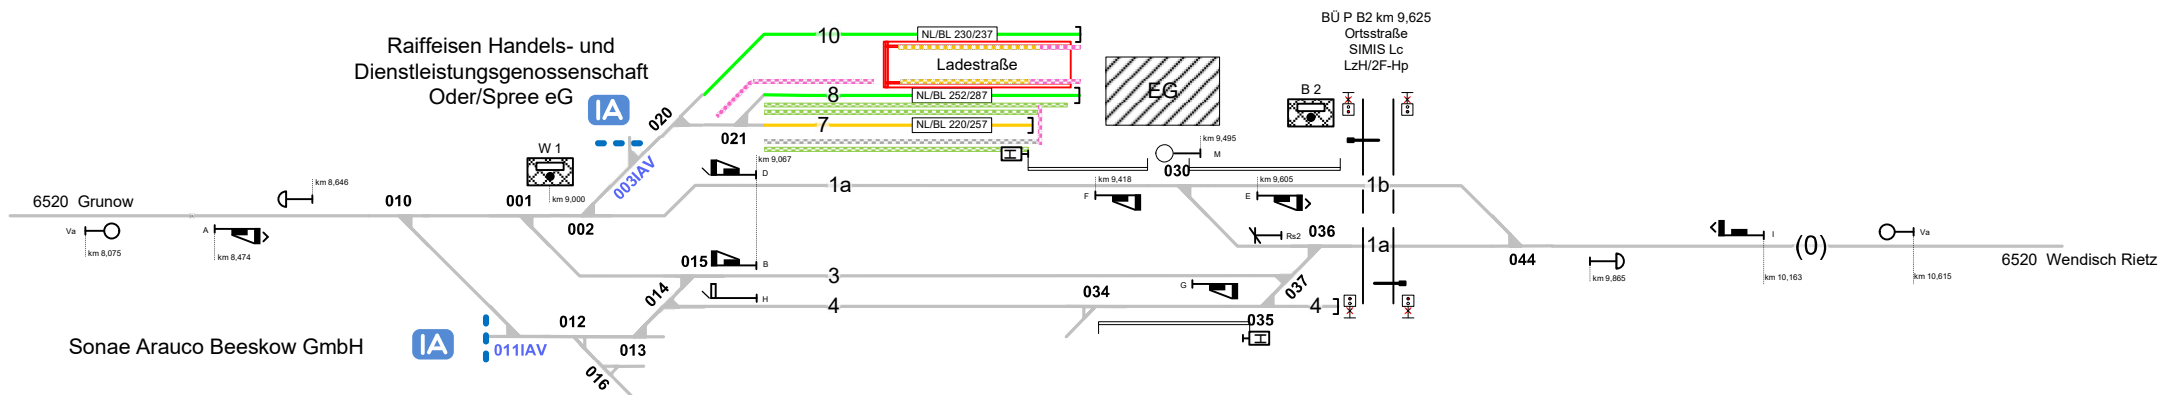 BÜ P B2 km 9,625
Ortsstraße
SIMIS Lc
LzH/2F-Hp
Raiffeisen Handels- und
Dienstleistungsgenossenschaft
Oder/Spree eG
IA
10
NL/BL 230/237
Ladestraße
EG
B 2
8
NL/BL 252/287
020
7
NL/BL 220/257
021
W 1
km 9,000
003IAV
km 9,067
D
km 9,495
M
030
6520 Grunow
km 8,646
010
001
002
1a
km 9,418
F
km 9,605
E
1b
Va
km 8,075
A
km 8,474
Rs2
036
1a
044
I
km 10,163
(0)
Va
km 10,615
km 9,865
6520 Wendisch Rietz
015
B
3
014
H
4
034
G
037
4
035
012
013
016
011IAV
IA
Sonae Arauco Beeskow GmbH